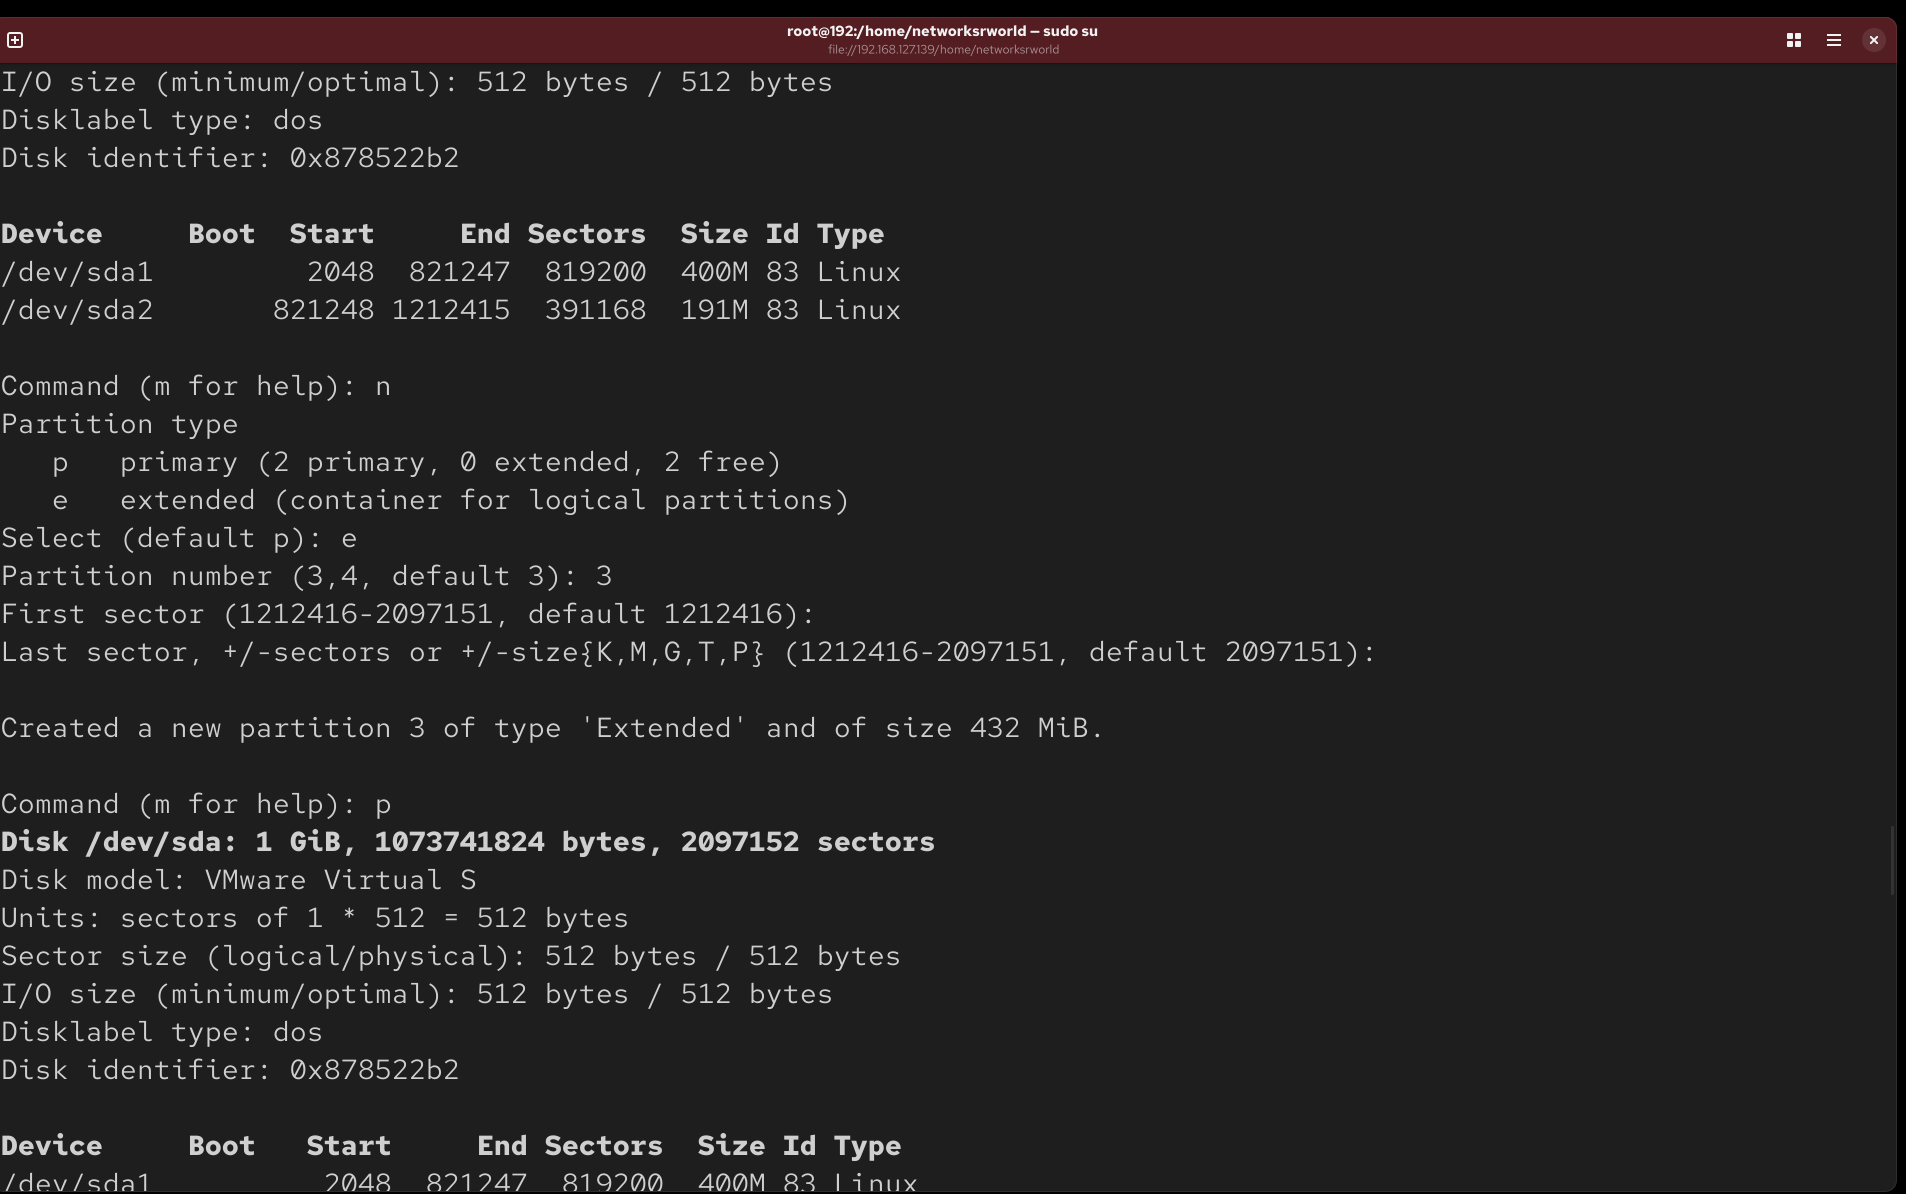 root@192:/home/networksrworld — sudo su
file://192.168.127.139/home/networksrworld
I/O size (minimum/optimal): 512 bytes / 512 bytes
Disklabel type: dos
Disk identifier: 0x878522b2
Device     Boot  Start     End Sectors  Size Id Type
/dev/sda1         2048  821247  819200  400M 83 Linux
/dev/sda2       821248 1212415  391168  191M 83 Linux
Command (m for help): n
Partition type
   p   primary (2 primary, 0 extended, 2 free)
   e   extended (container for logical partitions)
Select (default p): e
Partition number (3,4, default 3): 3
First sector (1212416-2097151, default 1212416):
Last sector, +/-sectors or +/-size{K,M,G,T,P} (1212416-2097151, default 2097151):
Created a new partition 3 of type 'Extended' and of size 432 MiB.
Command (m for help): p
Disk /dev/sda: 1 GiB, 1073741824 bytes, 2097152 sectors
Disk model: VMware Virtual S
Units: sectors of 1 * 512 = 512 bytes
Sector size (logical/physical): 512 bytes / 512 bytes
I/O size (minimum/optimal): 512 bytes / 512 bytes
Disklabel type: dos
Disk identifier: 0x878522b2
Device     Boot   Start     End Sectors  Size Id Type
/dev/sda1          2048  821247  819200  400M 83 Linux